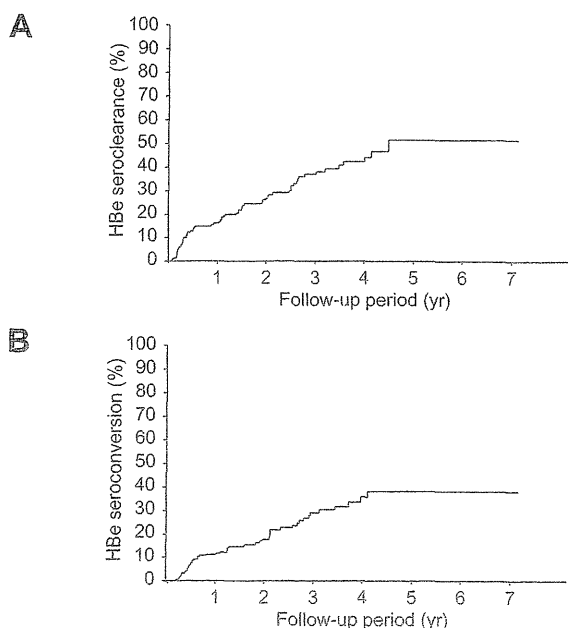 A
HBe seroclearance (%)
100
90
80
70
60
50
40
30
20
10
0
1 2 3 4 5 6 7
Follow-up period (yr)
B
HBe seroconversion (%)
100
90
80
70
60
50
40
30
20
10
0
1 2 3 4 5 6 7
Follow-up period (yr)